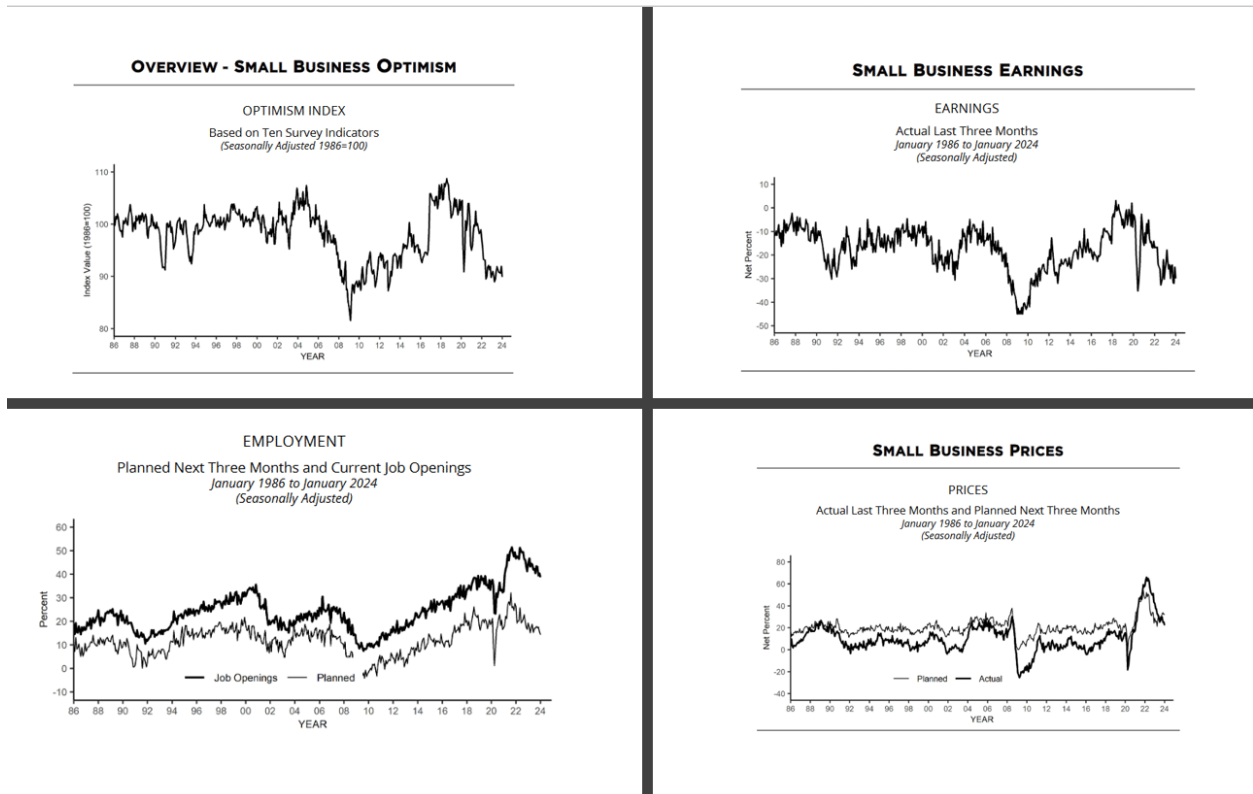 OVERVIEW - SMALL BUSINESS OPTIMISM
OPTIMISM INDEX
Based on Ten Survey Indicators
(Seasonally Adjusted 1986=100)
Index Value (1986=100)
110
100
90
80
86 88 90 92 94 96 98 00 02 04 06 08 10 12 14 16 18 20 22 24
YEAR
SMALL BUSINESS EARNINGS
EARNINGS
Actual Last Three Months
January 1986 to January 2024
(Seasonally Adjusted)
Net Percent
10
0
-10
-20
-30
-40
-50
86 88 90 92 94 96 98 00 02 04 06 08 10 12 14 16 18 20 22 24
YEAR
EMPLOYMENT
Planned Next Three Months and Current Job Openings
January 1986 to January 2024
(Seasonally Adjusted)
Percent
60
50
40
30
20
10
0
-10
Job Openings Planned
86 88 90 92 94 96 98 00 02 04 06 08 10 12 14 16 18 20 22 24
YEAR
SMALL BUSINESS PRICES
PRICES
Actual Last Three Months and Planned Next Three Months
January 1986 to January 2024
(Seasonally Adjusted)
Net Percent
80
60
40
20
0
-20
-40
Planned Actual
86 88 90 92 94 96 98 00 02 04 06 08 10 12 14 16 18 20 22 24
YEAR